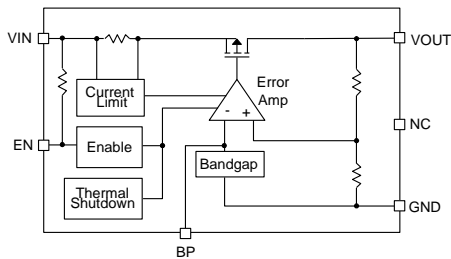 VIN
VOUT
Current
Limit
Error
Amp
- +
NC
EN
Enable
Bandgap
Thermal
Shutdown
GND
BP